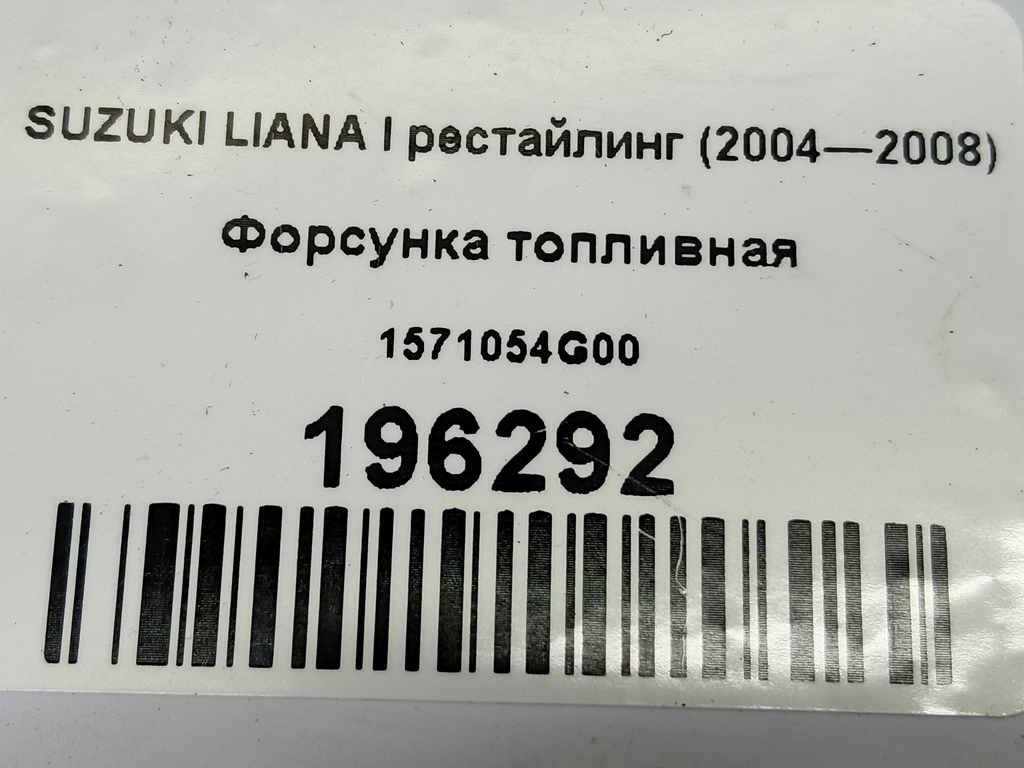 SUZUKI LIANA I рестайлинг (2004—2008)
Форсунка топливная
1571054G00
196292